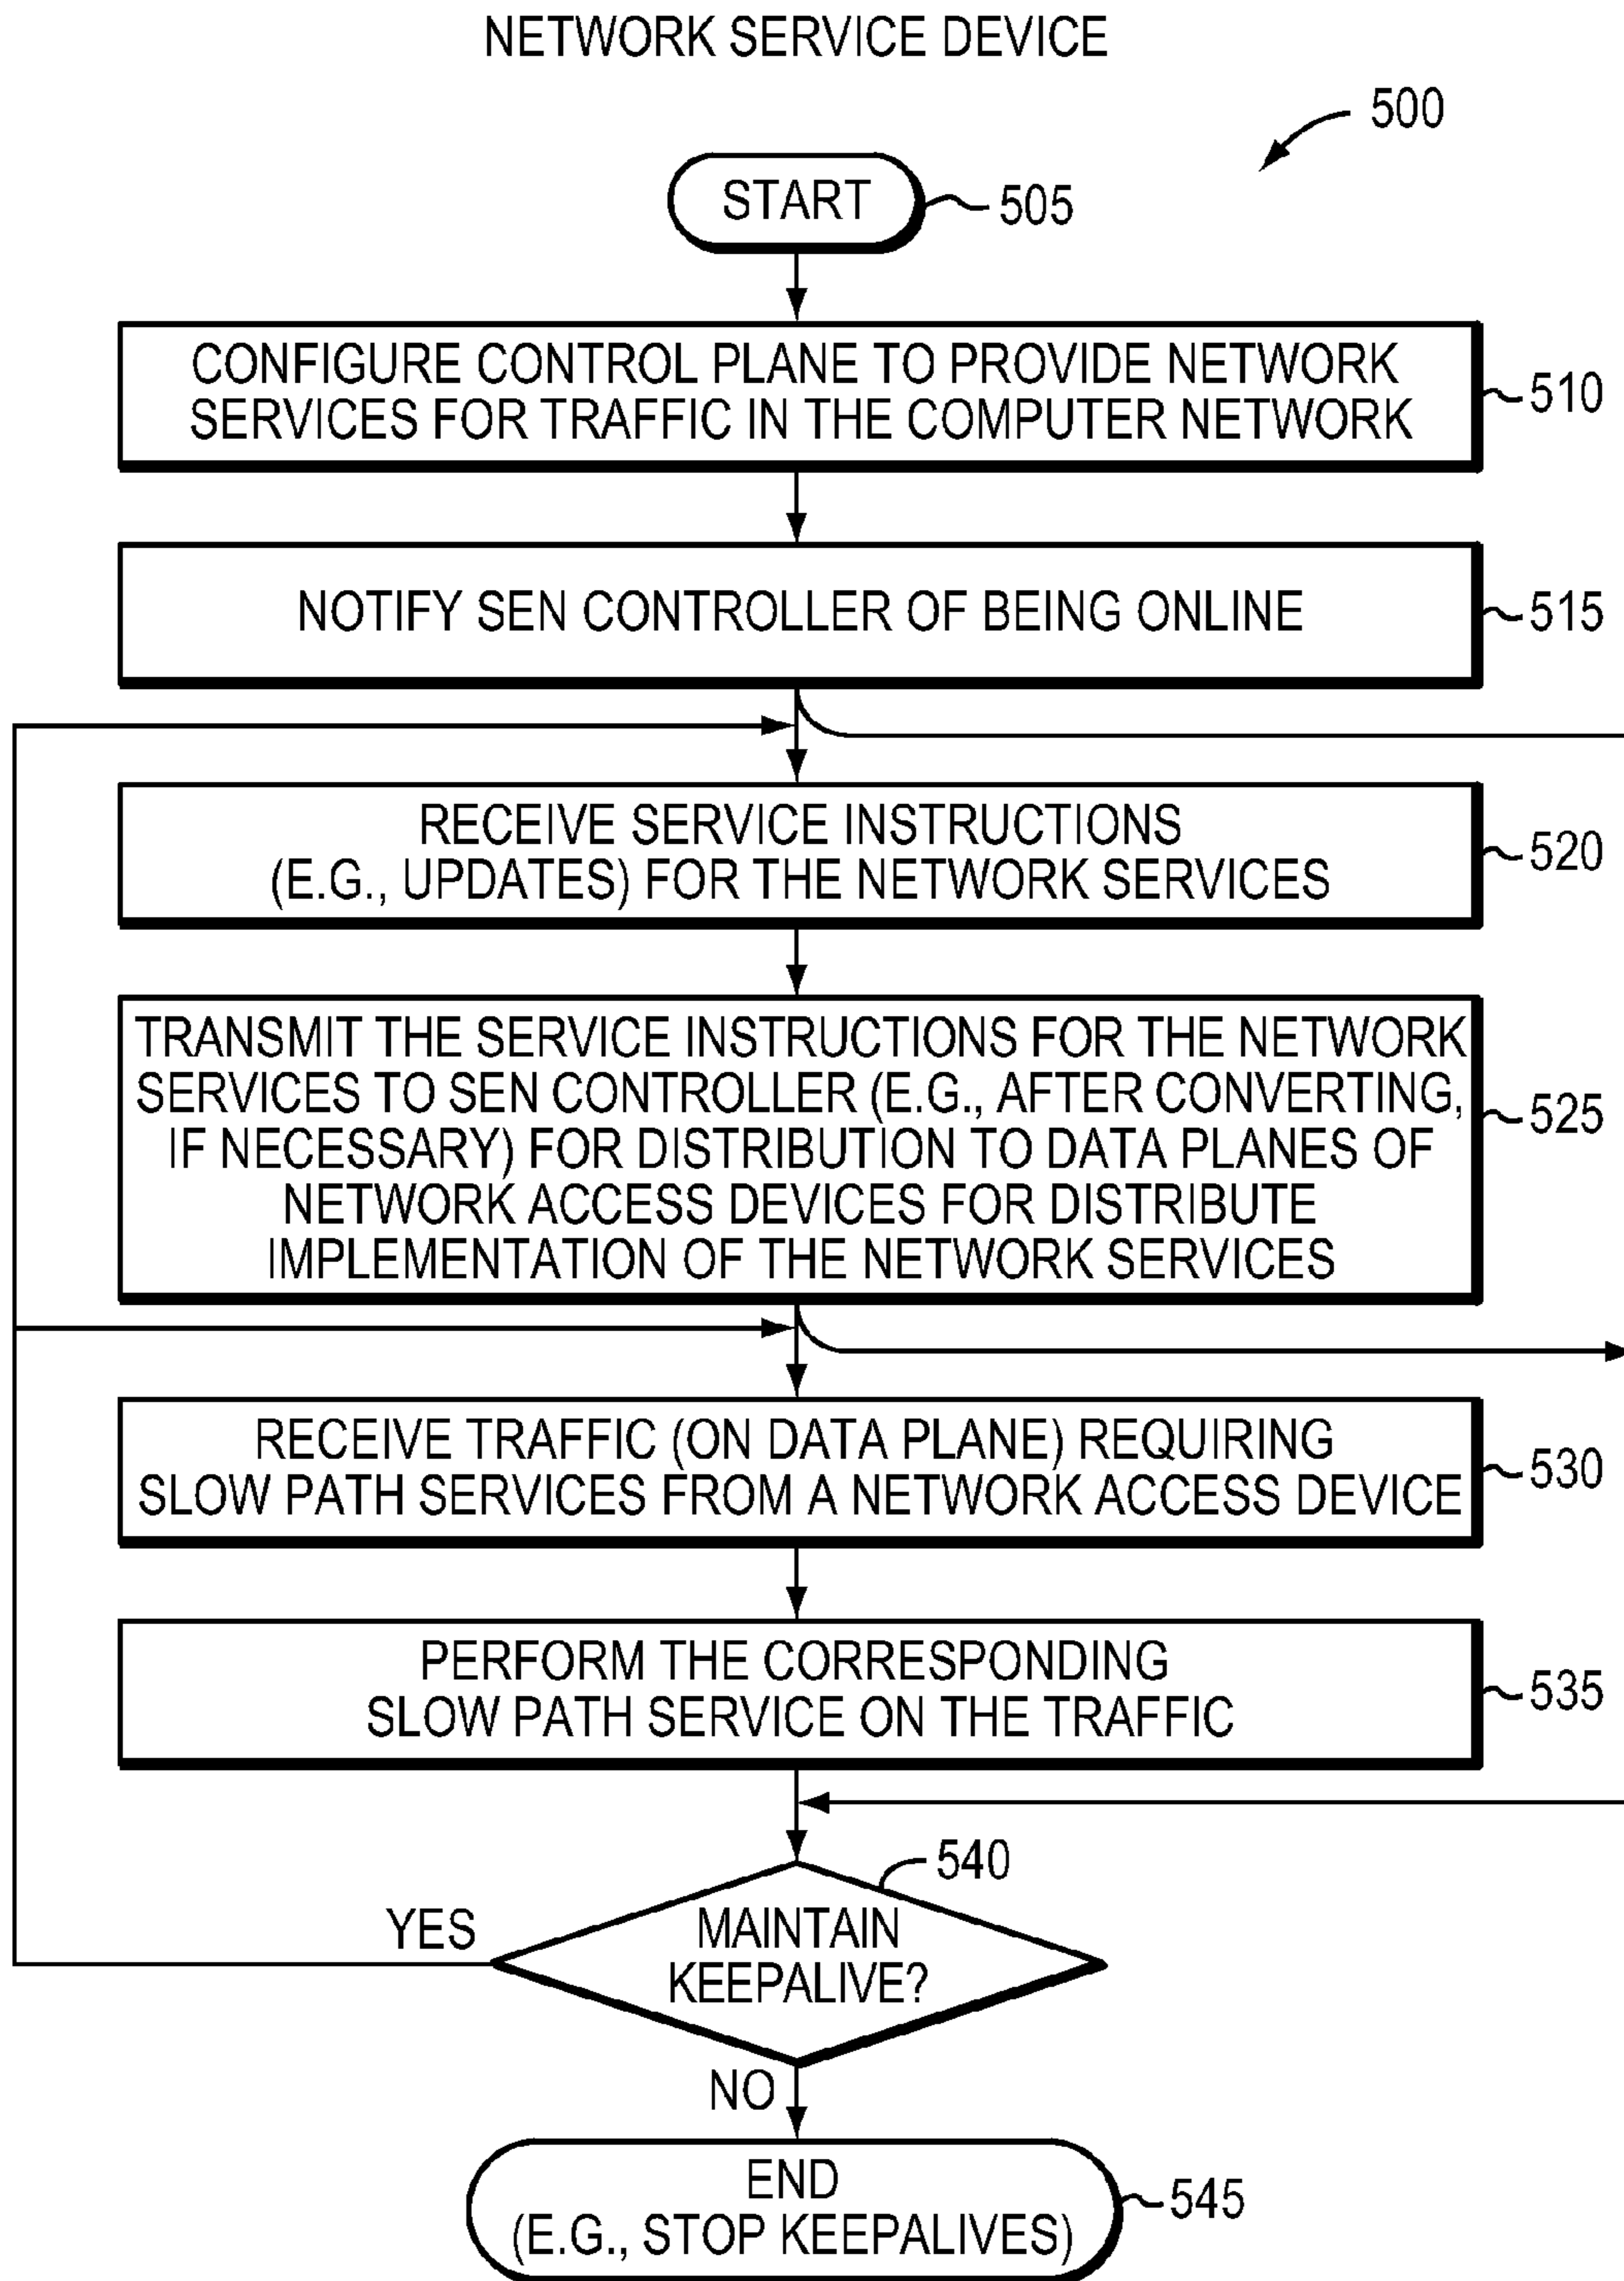 NETWORK SERVICE DEVICE
500
START
505
CONFIGURE CONTROL PLANE TO PROVIDE NETWORK
SERVICES FOR TRAFFIC IN THE COMPUTER NETWORK
510
NOTIFY SEN CONTROLLER OF BEING ONLINE
515
RECEIVE SERVICE INSTRUCTIONS
(E.G., UPDATES) FOR THE NETWORK SERVICES
520
TRANSMIT THE SERVICE INSTRUCTIONS FOR THE NETWORK
SERVICES TO SEN CONTROLLER (E.G., AFTER CONVERTING,
IF NECESSARY) FOR DISTRIBUTION TO DATA PLANES OF
NETWORK ACCESS DEVICES FOR DISTRIBUTE
IMPLEMENTATION OF THE NETWORK SERVICES
525
RECEIVE TRAFFIC (ON DATA PLANE) REQUIRING
SLOW PATH SERVICES FROM A NETWORK ACCESS DEVICE
530
PERFORM THE CORRESPONDING
SLOW PATH SERVICE ON THE TRAFFIC
535
540
YES
MAINTAIN
KEEPALIVE?
NO
END
(E.G., STOP KEEPALIVES)
545